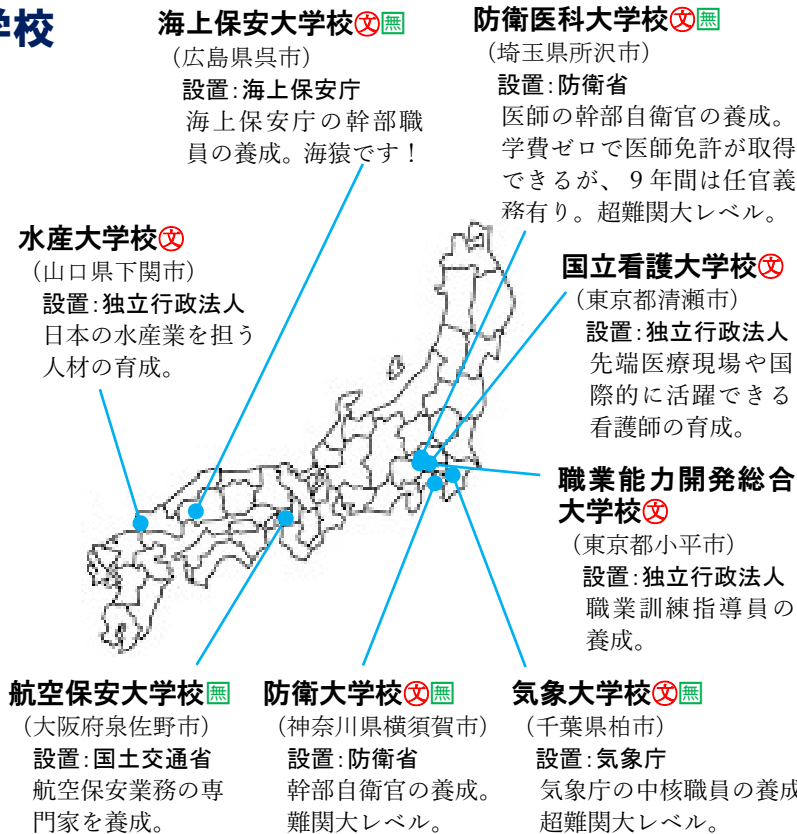 学校
海上保安大学校㊛無
（広島県呉市）
設置:海上保安庁
海上保安庁の幹部職
員の養成。海猿です！
防衛医科大学校文無
（埼玉県所沢市）
設置:防衛省
医師の幹部自衛官の養成。
学費ゼロで医師免許が取得
できるが、９年間は任官義
務有り。超難関大レベル。
水産大学校文
（山口県下関市）
設置:独立行政法人
日本の水産業を担う
人材の育成。
国立看護大学校文
（東京都清瀬市）
設置:独立行政法人
先端医療現場や国
際的に活躍できる
看護師の育成。
職業能力開発総合
大学校文
（東京都小平市）
設置:独立行政法人
職業訓練指導員の
養成。
航空保安大学校無
（大阪府泉佐野市）
設置:国土交通省
航空保安業務の専
門家を養成。
防衛大学校文無
（神奈川県横須賀市）
設置:防衛省
幹部自衛官の養成。
難関大レベル。
気象大学校文無
（千葉県柏市）
設置:気象庁
気象庁の中核職員の養成
超難関大レベル。